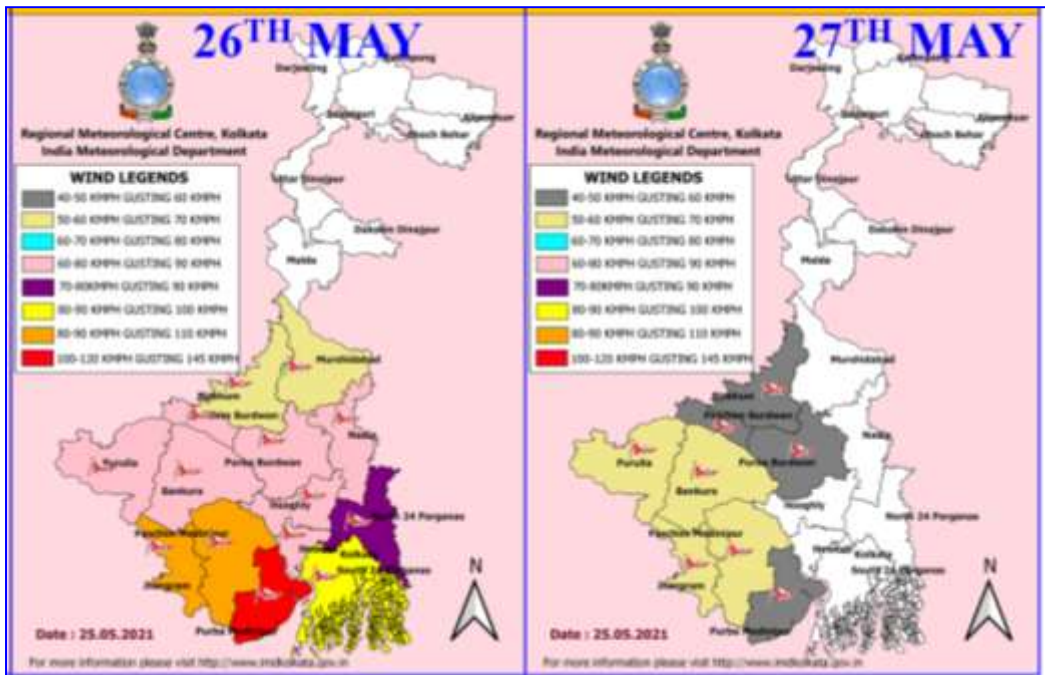 26TH MAY
Regional Meteorological Centre, Kolkata
India Meteorological Department
WIND LEGENDS
40-50 KMPH GUSTING 60 KMPH
50-60 KMPH GUSTING 70 KMPH
60-70 KMPH GUSTING 80 KMPH
60-80 KMPH GUSTING 90 KMPH
70-80KMPH GUSTING 90 KMPH
80-90 KMPH GUSTING 100 KMPH
80-90 KMPH GUSTING 110 KMPH
100-120 KMPH GUSTING 145 KMPH
Darjeeling
Uttar Dinajpur
Dakshin Dinajpur
Malda
Murshidabad
Birbhum
Nadia
Purulia
Purba Burdwan
Bankura
Hooghly
North 24 Parganas
Paschim Medinipur
Howrah
Kolkata
South 24 Parganas
Jhargram
Purba Medinipur
N
Date : 25.05.2021
For more information please visit http://www.imdkolkata.gov.in
27TH MAY
Regional Meteorological Centre, Kolkata
India Meteorological Department
WIND LEGENDS
40-50 KMPH GUSTING 60 KMPH
50-60 KMPH GUSTING 70 KMPH
60-70 KMPH GUSTING 80 KMPH
60-80 KMPH GUSTING 90 KMPH
70-80KMPH GUSTING 90 KMPH
80-90 KMPH GUSTING 100 KMPH
80-90 KMPH GUSTING 110 KMPH
100-120 KMPH GUSTING 145 KMPH
Darjeeling
Alipurduar
Cooch Behar
Uttar Dinajpur
Dakshin Dinajpur
Malda
Murshidabad
Birbhum
Paschim Burdwan
Nadia
Purulia
Purba Burdwan
Bankura
Hooghly
North 24 Parganas
Paschim Medinipur
Howrah
Kolkata
South 24 Parganas
Jhargram
Purba Medinipur
N
Date : 25.05.2021
For more information please visit http://www.imdkolkata.gov.in